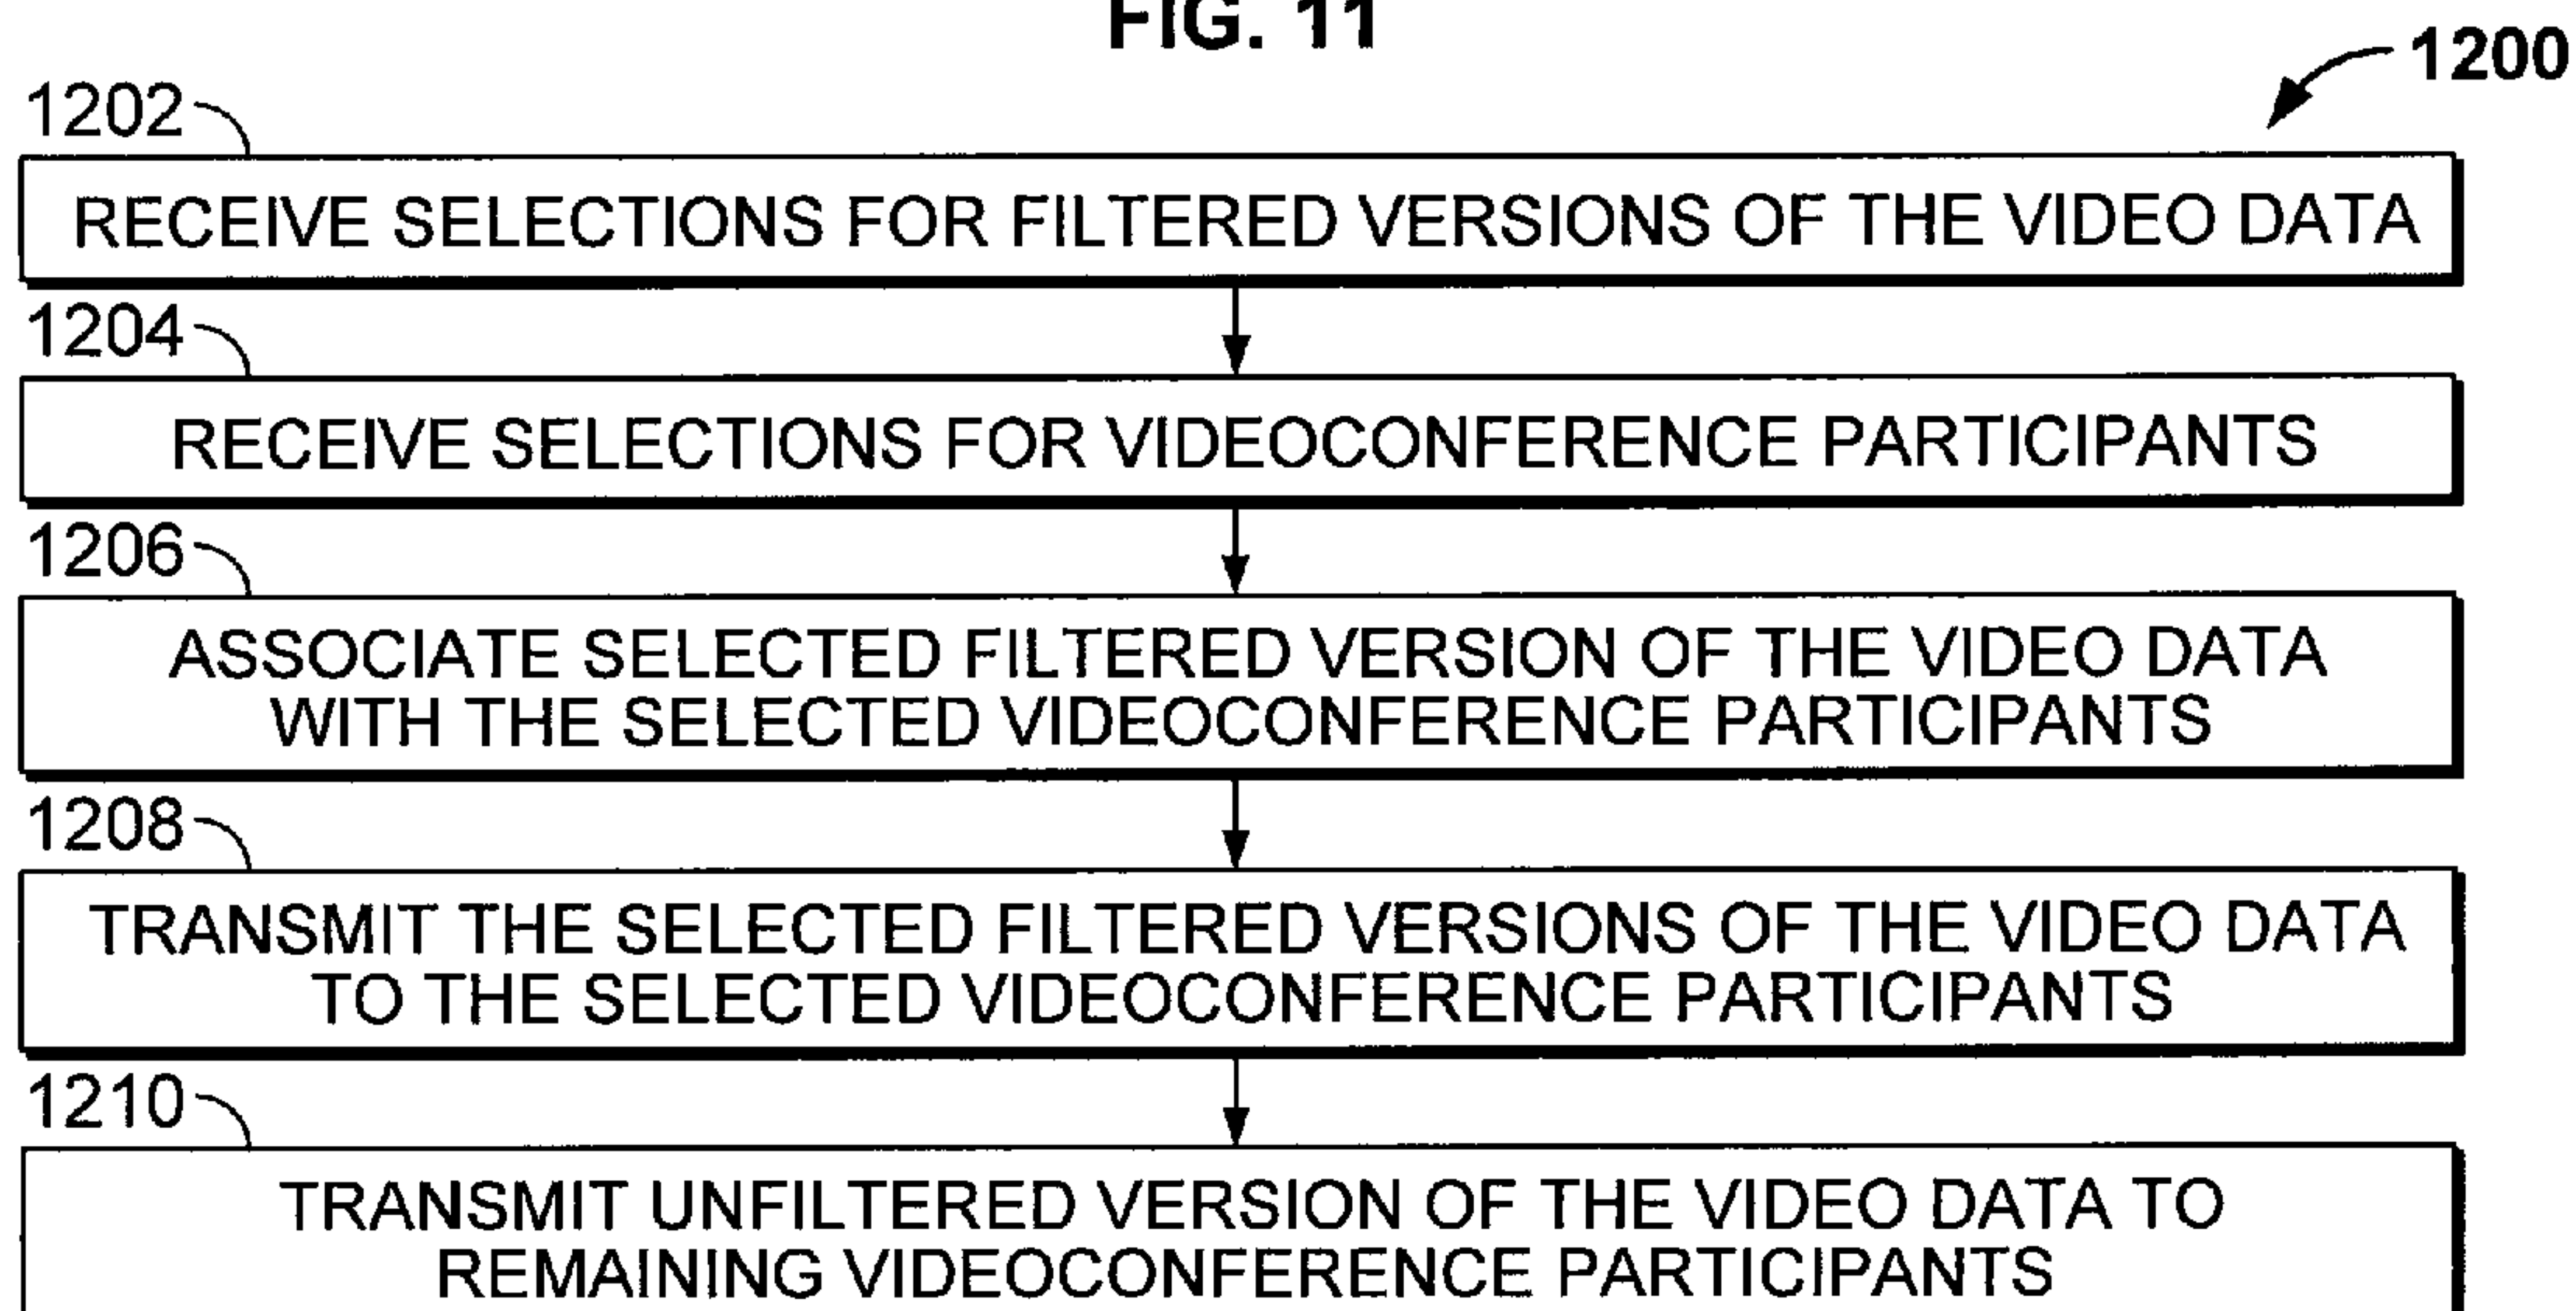 FIG. 11
1200
1202
RECEIVE SELECTIONS FOR FILTERED VERSIONS OF THE VIDEO DATA
1204
RECEIVE SELECTIONS FOR VIDEOCONFERENCE PARTICIPANTS
1206
ASSOCIATE SELECTED FILTERED VERSION OF THE VIDEO DATA
WITH THE SELECTED VIDEOCONFERENCE PARTICIPANTS
1208
TRANSMIT THE SELECTED FILTERED VERSIONS OF THE VIDEO DATA
TO THE SELECTED VIDEOCONFERENCE PARTICIPANTS
1210
TRANSMIT UNFILTERED VERSION OF THE VIDEO DATA TO
REMAINING VIDEOCONFERENCE PARTICIPANTS